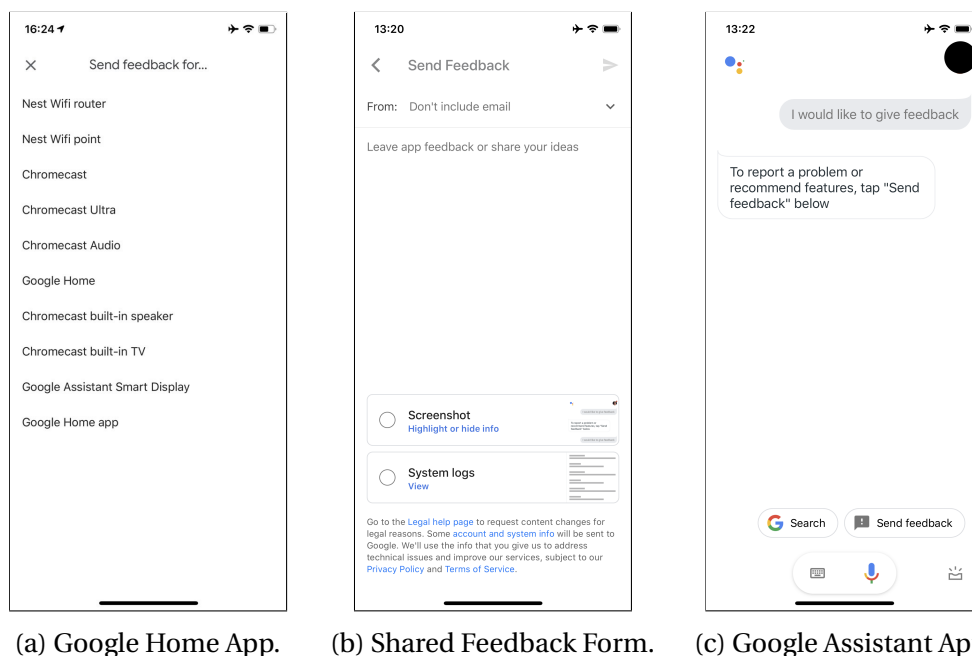 16:24
Send feedback for...
Nest Wifi router
Nest Wifi point
Chromecast
Chromecast Ultra
Chromecast Audio
Google Home
Chromecast built-in speaker
Chromecast built-in TV
Google Assistant Smart Display
Google Home app
(a) Google Home App.
13:20
Send Feedback
From: Don't include email
Leave app feedback or share your ideas
Screenshot
Highlight or hide info
System logs
View
Go to the Legal help page to request content changes for
legal reasons. Some account and system info will be sent to
Google. We'll use the info that you give us to address
technical issues and improve our services, subject to our
Privacy Policy and Terms of Service.
(b) Shared Feedback Form.
13:22
I would like to give feedback
To report a problem or
recommend features, tap "Send
feedback" below
Search
Send feedback
(c) Google Assistant Ap